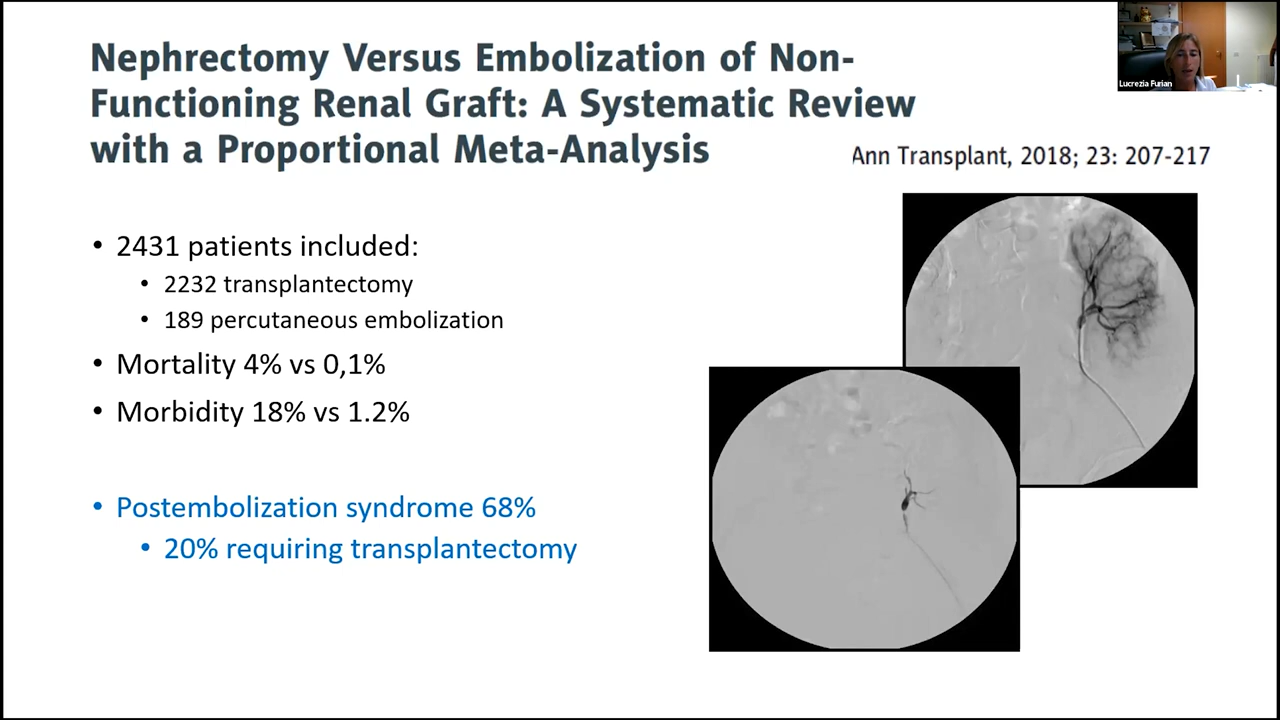 Nephrectomy Versus Embolization of Non-
Functioning Renal Graft: A Systematic Review
with a Proportional Meta-Analysis
Ann Transplant, 2018; 23: 207-217
• 2431 patients included:
• 2232 transplantectomy
• 189 percutaneous embolization
• Mortality 4% vs 0,1%
• Morbidity 18% vs 1.2%
• Postembolization syndrome 68%
• 20% requiring transplantectomy
Lucrezia Furian